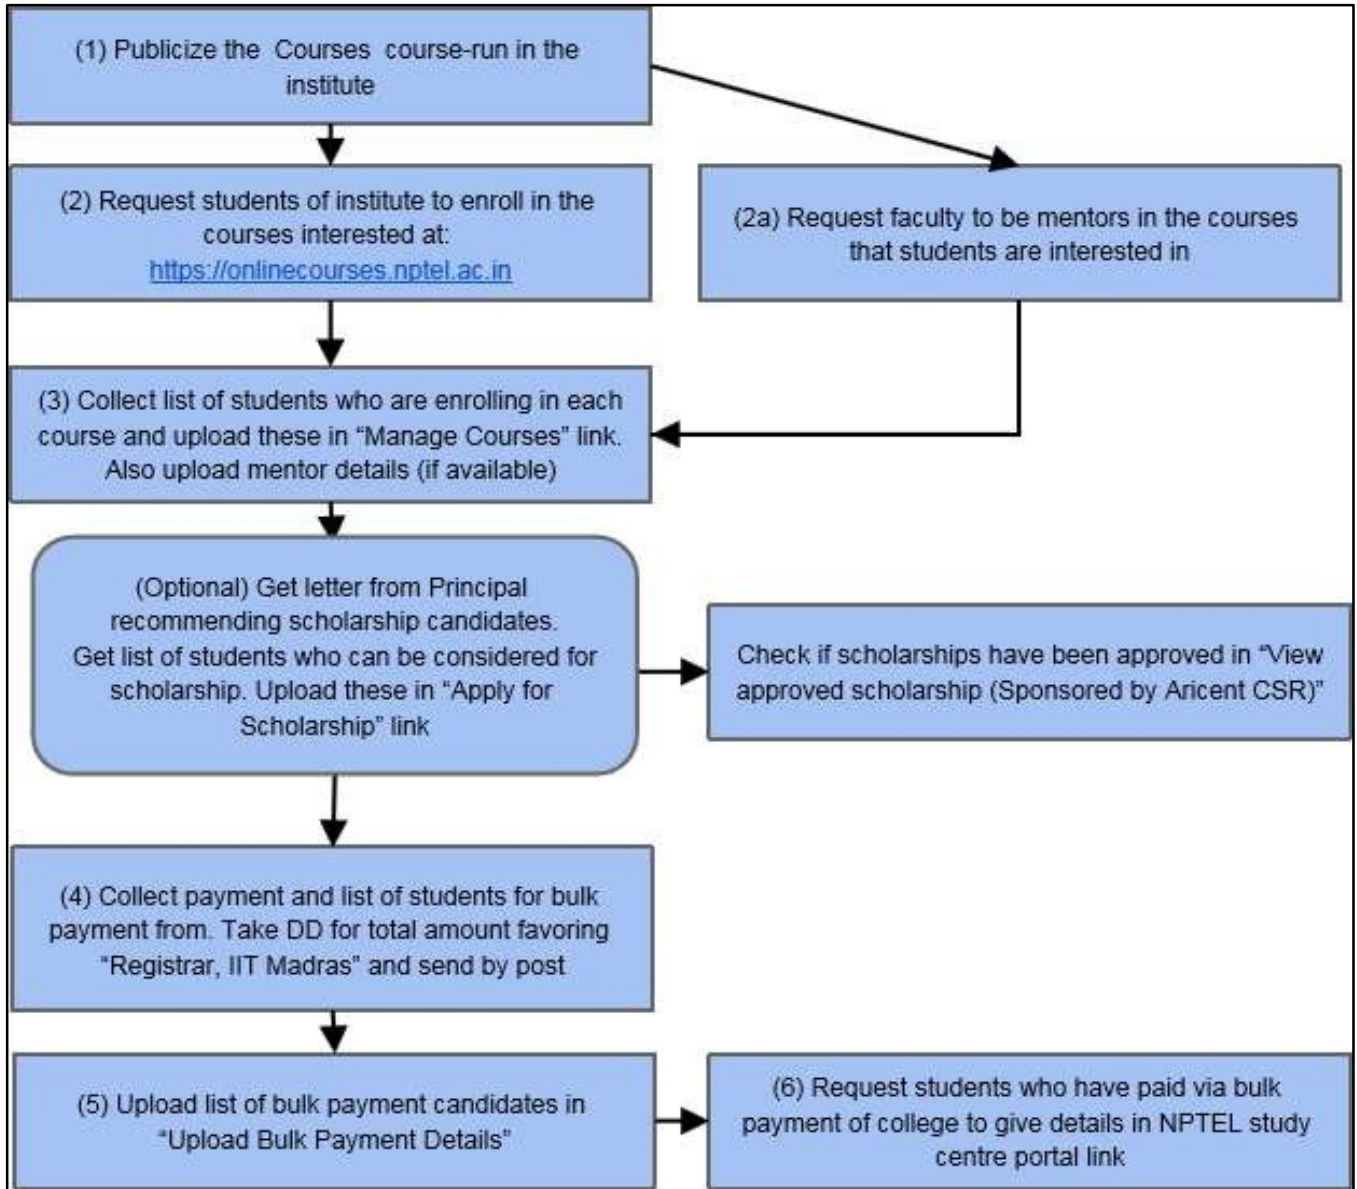 (1) Publicize the Courses course-run in the
institute
(2) Request students of institute to enroll in the
courses interested at:
https://onlinecourses.nptel.ac.in
(2a) Request faculty to be mentors in the courses
that students are interested in
(3) Collect list of students who are enrolling in each
course and upload these in “Manage Courses” link.
Also upload mentor details (if available)
(Optional) Get letter from Principal
recommending scholarship candidates.
Get list of students who can be considered for
scholarship. Upload these in “Apply for
Scholarship” link
Check if scholarships have been approved in “View
approved scholarship (Sponsored by Aricent CSR)”
(4) Collect payment and list of students for bulk
payment from. Take DD for total amount favoring
“Registrar, IIT Madras” and send by post
(5) Upload list of bulk payment candidates in
“Upload Bulk Payment Details”
(6) Request students who have paid via bulk
payment of college to give details in NPTEL study
centre portal link